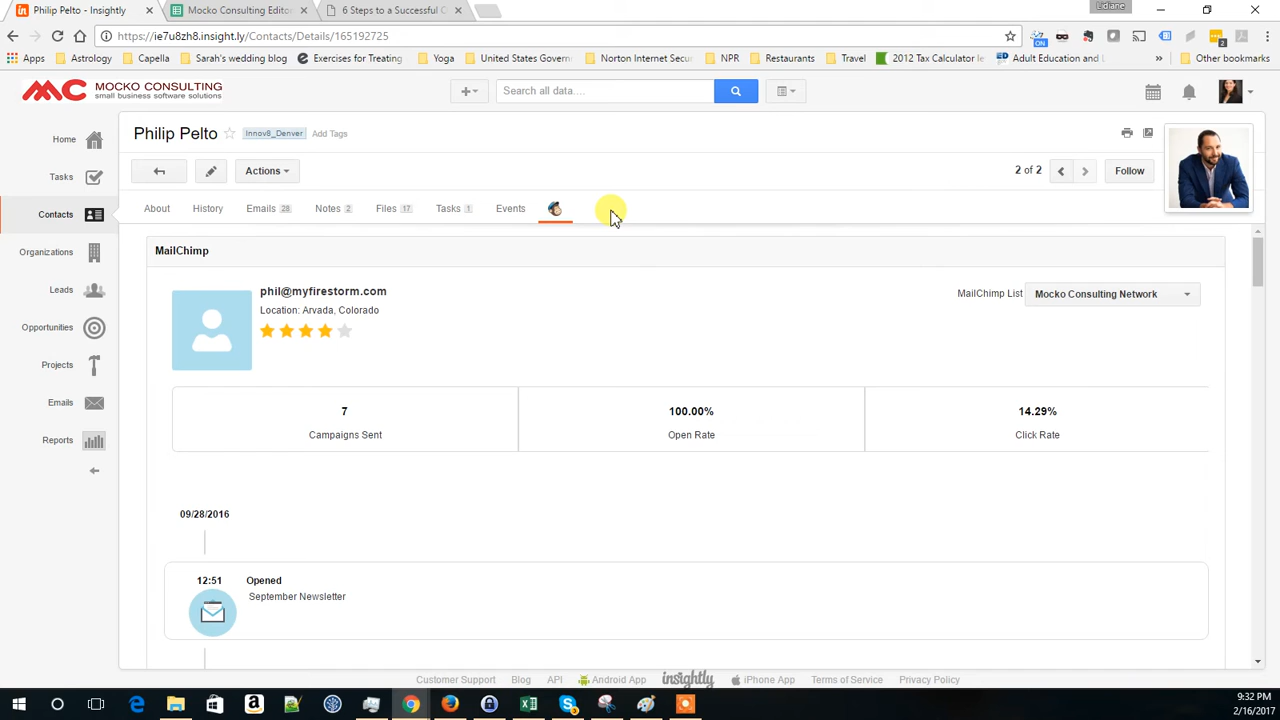 Philip Pelto - Insightly
Mocko Consulting Editor
6 Steps to a Successful C
Lidiane
https://ie7u8zh8.insight.ly/Contacts/Details/165192725
Apps
Astrology
Capella
Sarah's wedding blog
Exercises for Treating
Yoga
United States Gove
Norton Internet Secu
NPR
Restaurants
Travel
2012 Tax Calculator
Adult Education and
»
Other bookmarks
ON
2
MC MOCKO CONSULTING
small business software solutions
Search all data....
Philip Pelto
Innov8_Denver
Add Tags
Actions
2 of 2
Follow
Home
Tasks
Contacts
Organizations
Leads
Opportunities
Projects
Emails
Reports
About
History
Emails 28
Notes 2
Files 17
Tasks 1
Events
MailChimp
phil@myfirestorm.com
Location: Arvada, Colorado
MailChimp List
Mocko Consulting Network
7
Campaigns Sent
100.00%
Open Rate
14.29%
Click Rate
09/28/2016
12:51
Opened
September Newsletter
Customer Support
Blog
API
Android App
insightly
iPhone App
Terms of Service
Privacy Policy
9:32 PM
2/16/2017